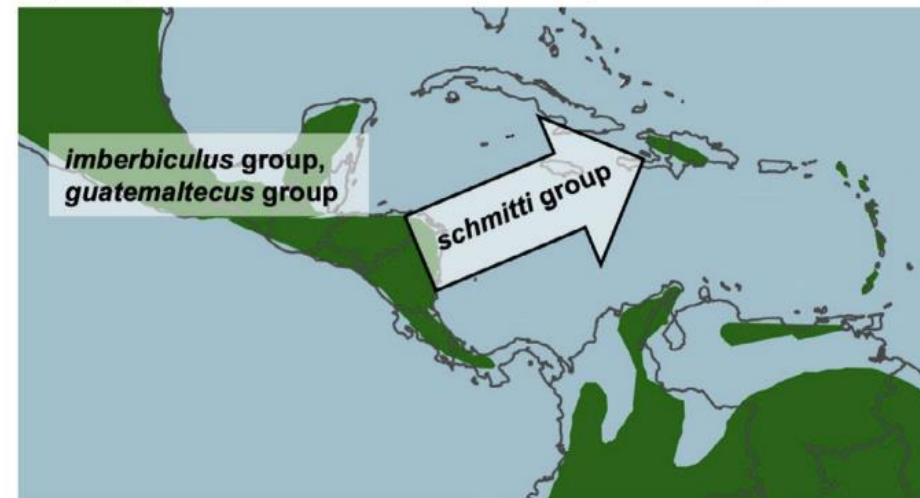 imberbiculus group,
guatemaltecus group
schmitti group